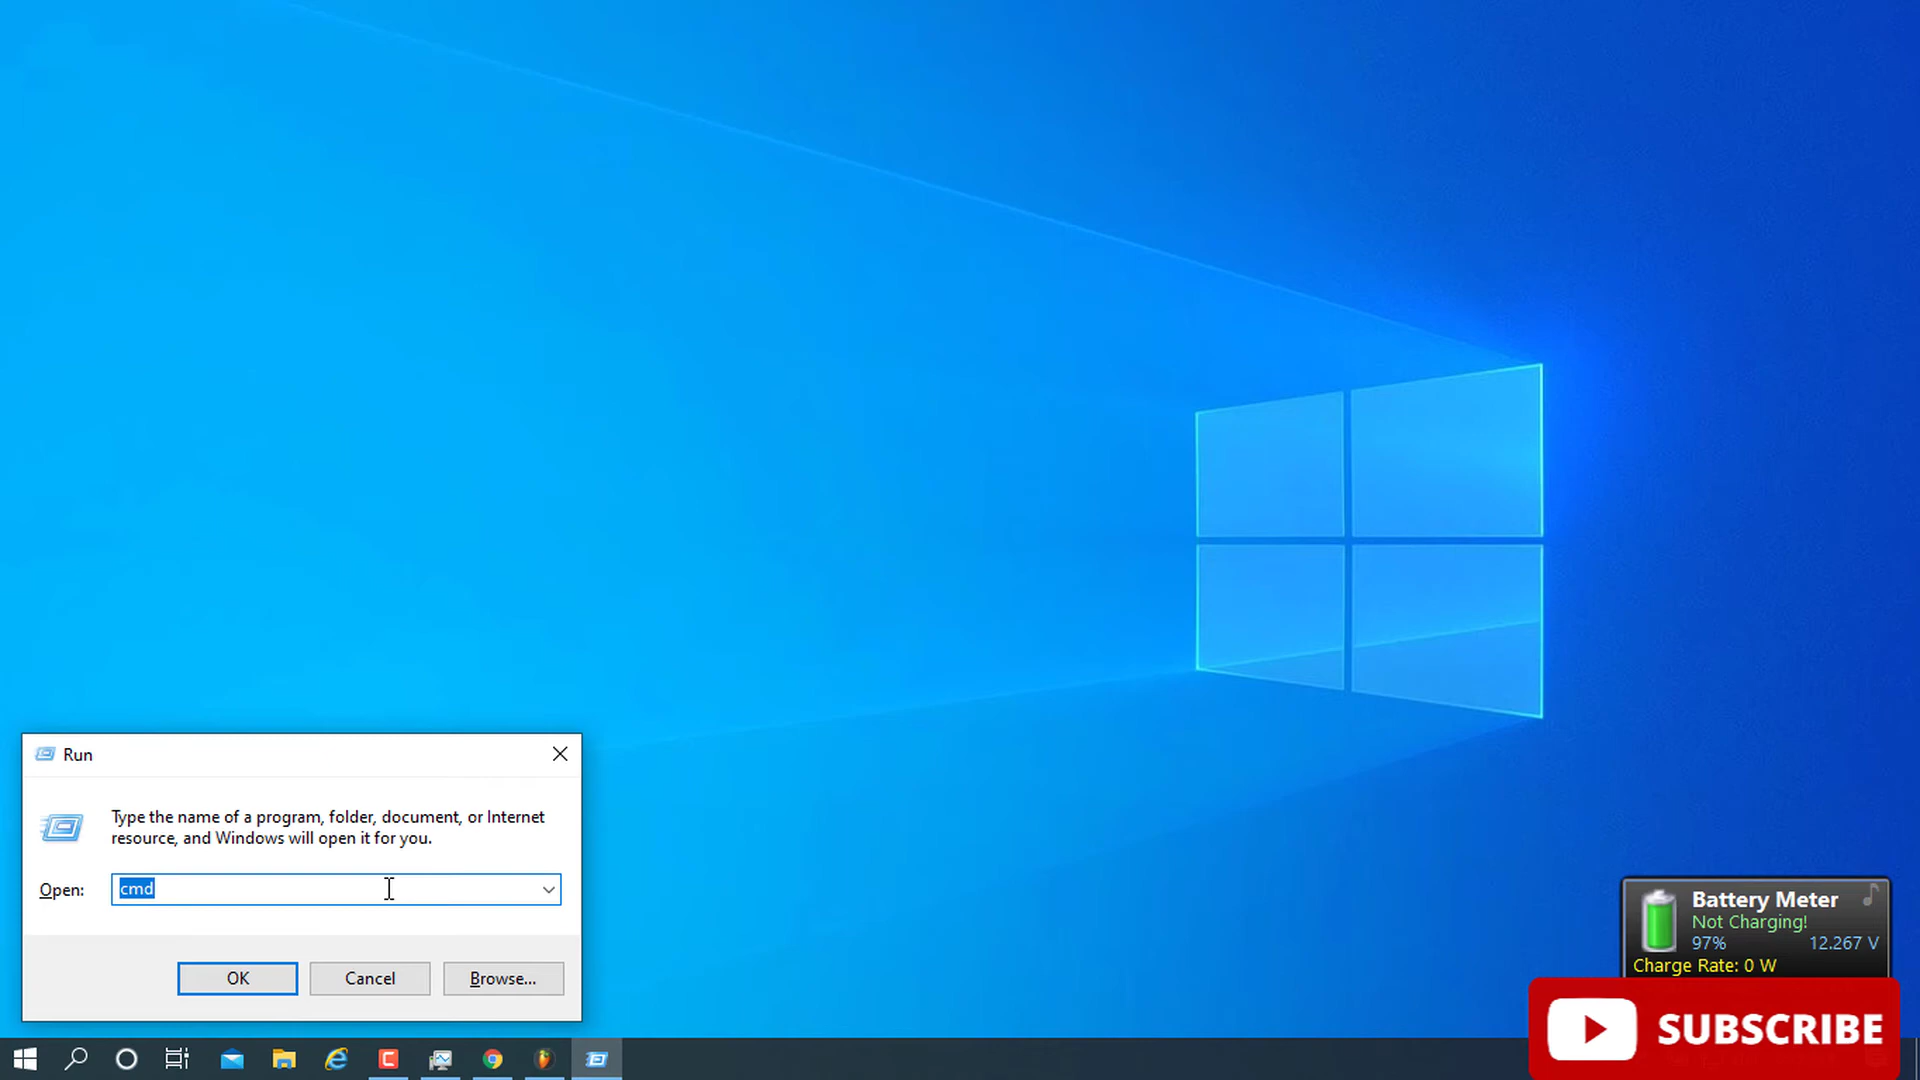 Run
Type the name of a program, folder, document, or Internet
resource, and Windows will open it for you.
Open:
cmd
OK
Cancel
Browse...
Battery Meter
Not Charging!
97%
12.267 V
Charge Rate: 0 W
SUBSCRIBE